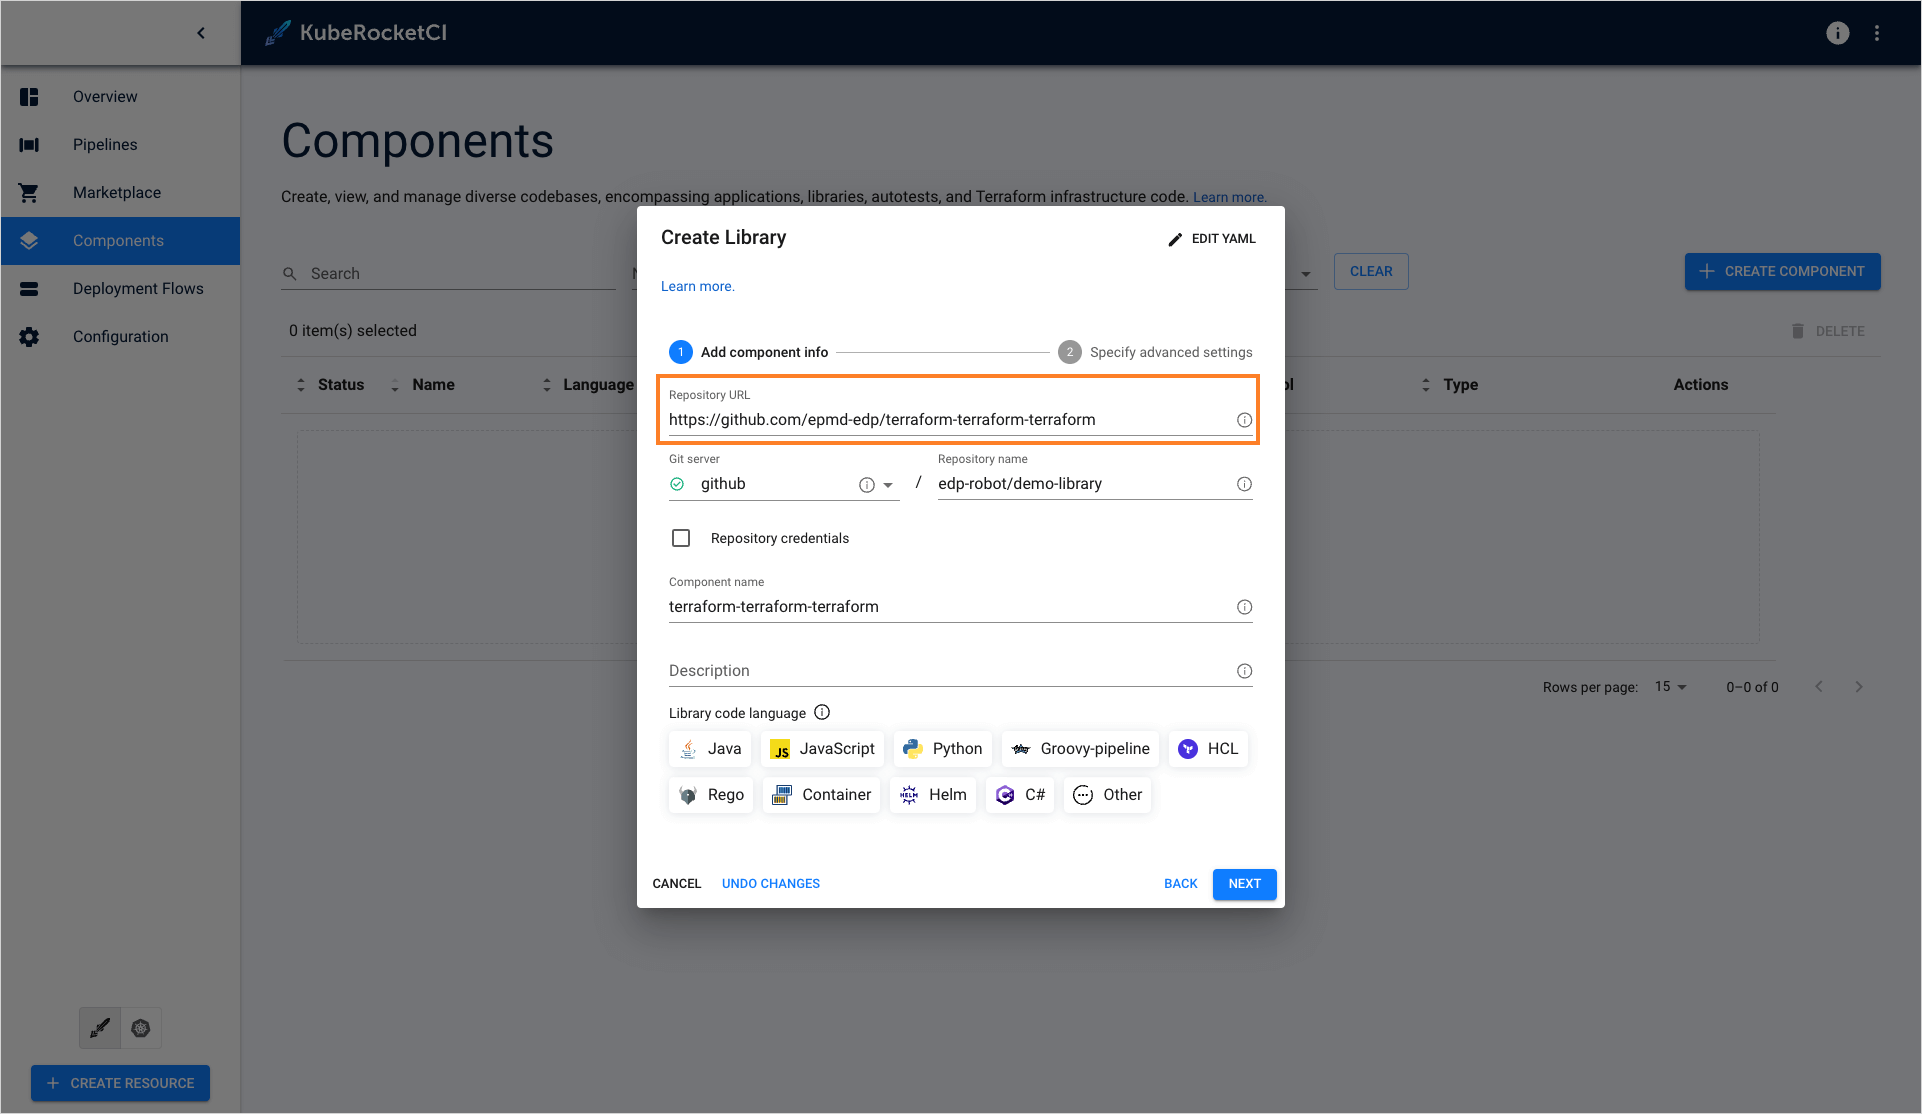 KubeRocketCI
Overview
Pipelines
Marketplace
Components
Deployment Flows
Configuration
CREATE RESOURCE
Components
Create, view, and manage diverse codebases, encompassing applications, libraries, autotests, and Terraform infrastructure code. Learn more.
Search
CLEAR
CREATE COMPONENT
0 item(s) selected
DELETE
Status
Name
Language
Type
Actions
Rows per page: 15 0–0 of 0
Create Library
EDIT YAML
Learn more.
1 Add component info
2 Specify advanced settings
Repository URL
https://github.com/epmd-edp/terraform-terraform-terraform
Git server
github
/
Repository name
edp-robot/demo-library
Repository credentials
Component name
terraform-terraform-terraform
Description
Library code language
Java
JS JavaScript
Python
Groovy-pipeline
HCL
Rego
Container
HELM Helm
C#
Other
CANCEL
UNDO CHANGES
BACK
NEXT